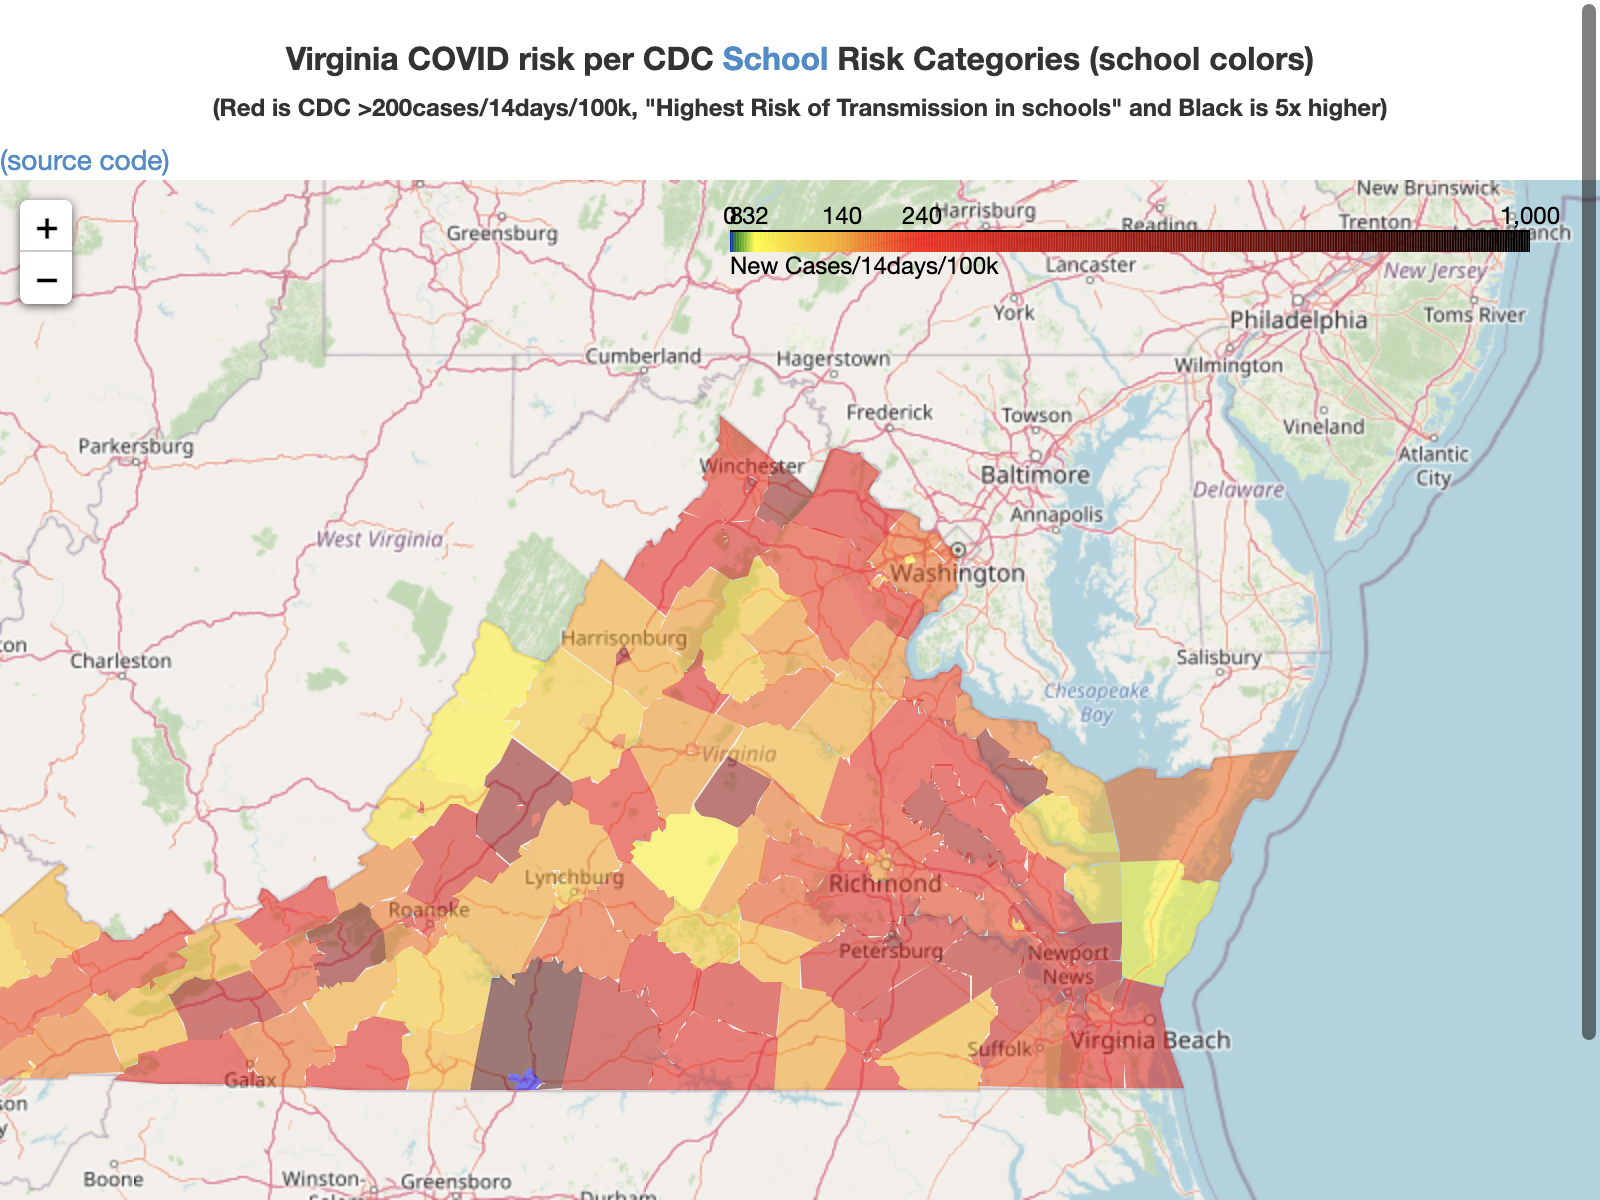 Virginia COVID risk per CDC School Risk Categories (school colors)
(Red is CDC >200cases/14days/100k, "Highest Risk of Transmission in schools" and Black is 5x higher)
(source code)
+
−
0 8 32 140 240 1,000
New Cases/14days/100k
New Brunswick
Harrisburg
Reading
Trenton
Long Branch
Greensburg
Lancaster
New Jersey
York
Philadelphia
Toms River
Cumberland
Hagerstown
Wilmington
Frederick
Towson
Vineland
Parkersburg
Winchester
Baltimore
Atlantic
City
Delaware
Annapolis
West Virginia
Washington
Harrisonburg
Charleston
Salisbury
Chesapeake
Bay
Virginia
Lynchburg
Richmond
Roanoke
Petersburg
Newport
News
Suffolk
Virginia Beach
Galax
Boone
Winston-
Salem
Greensboro
Durham